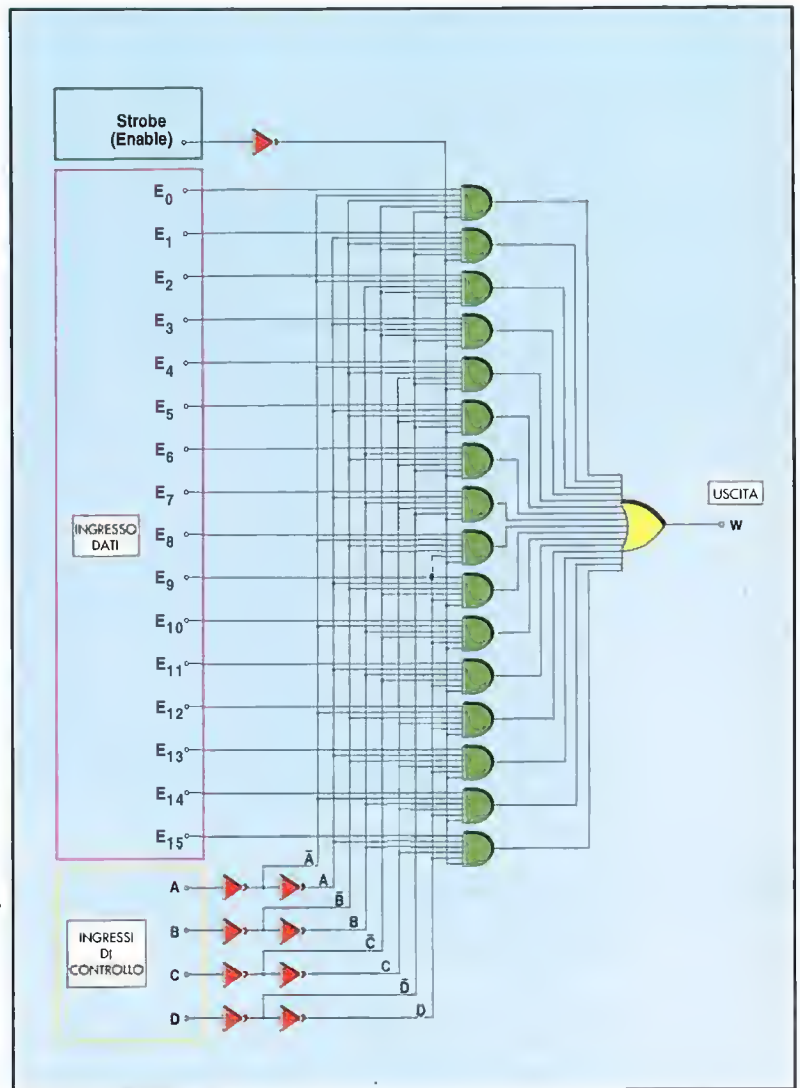 Strobe
(Enable)
E0
E1
E2
E3
E4
E5
E6
E7
E8
E9
E10
E11
E12
E13
E14
E15
INGRESSO
DATI
USCITA
W
Ā
A
A
B̄
B
B
C̄
C
C
D̄
D
D
INGRESSI
DI
CONTROLLO